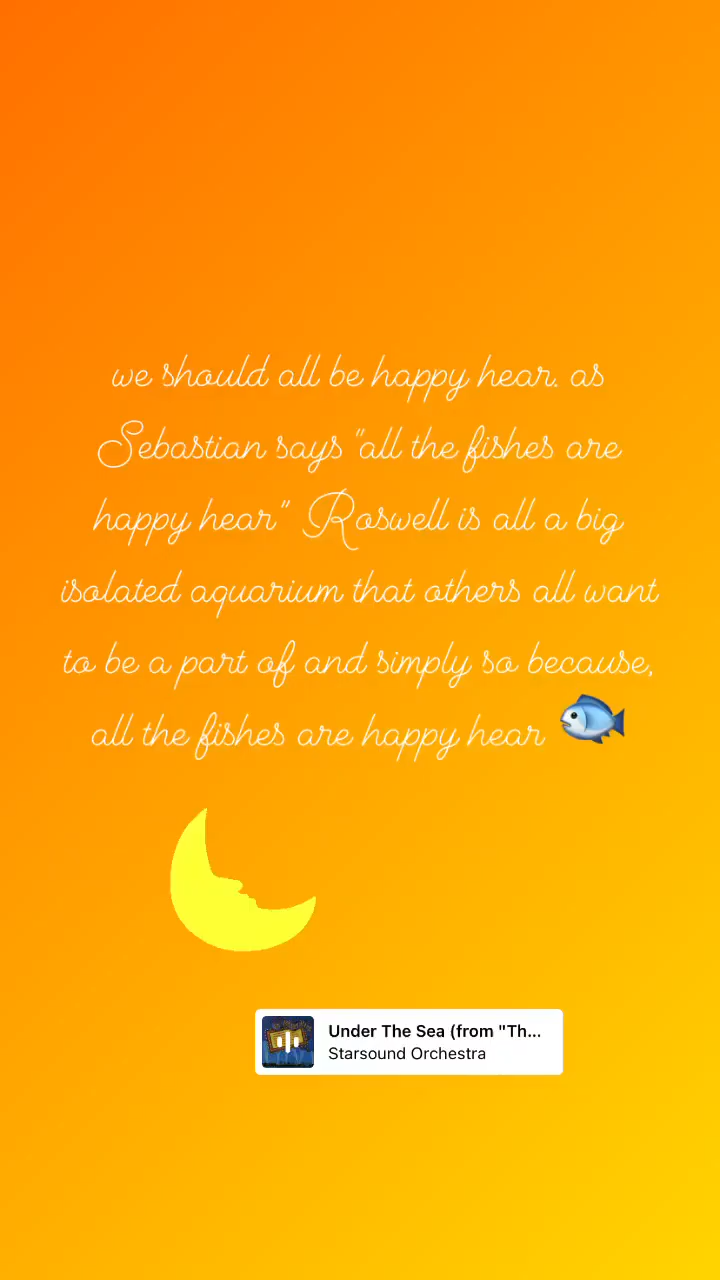 we should all be happy hear. as
Sebastian says "all the fishes are
happy hear" Roswell is all a big
isolated aquarium that others all want
to be a part of and simply so because,
all the fishes are happy hear 🐟
Under The Sea (from "Th...
Starsound Orchestra